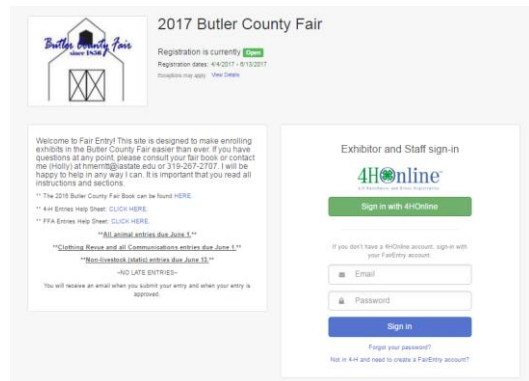 Butler County Fair
since 1856
2017 Butler County Fair
Registration is currently Open
Registration dates: 4/4/2017 - 6/13/2017
Exceptions may apply. View Details
Welcome to Fair Entry! This site is designed to make enrolling
exhibits in the Butler County Fair easier than ever. If you have
questions at any point, please consult your fair book or contact
me (Holly) at hmerritt@iastate.edu or 319-267-2707. I will be
happy to help in any way I can. It is important that you read all
instructions and sections.
** The 2016 Butler County Fair Book can be found HERE.
** 4-H Entries Help Sheet: CLICK HERE.
** FFA Entries Help Sheet: CLICK HERE.
**All animal entries due June 1.**
**Clothing Revue and all Communications entries due June 1.**
**Non-livestock (static) entries due June 13.**
~NO LATE ENTRIES~
You will receive an email when you submit your entry and when your entry is
approved.
Exhibitor and Staff sign-in
4HOnline
4-H Enrollment and Event Registration
Sign in with 4HOnline
If you don't have a 4HOnline account, sign-in with
your FairEntry account
Email
Password
Sign in
Forgot your password?
Not in 4-H and need to create a FairEntry account?